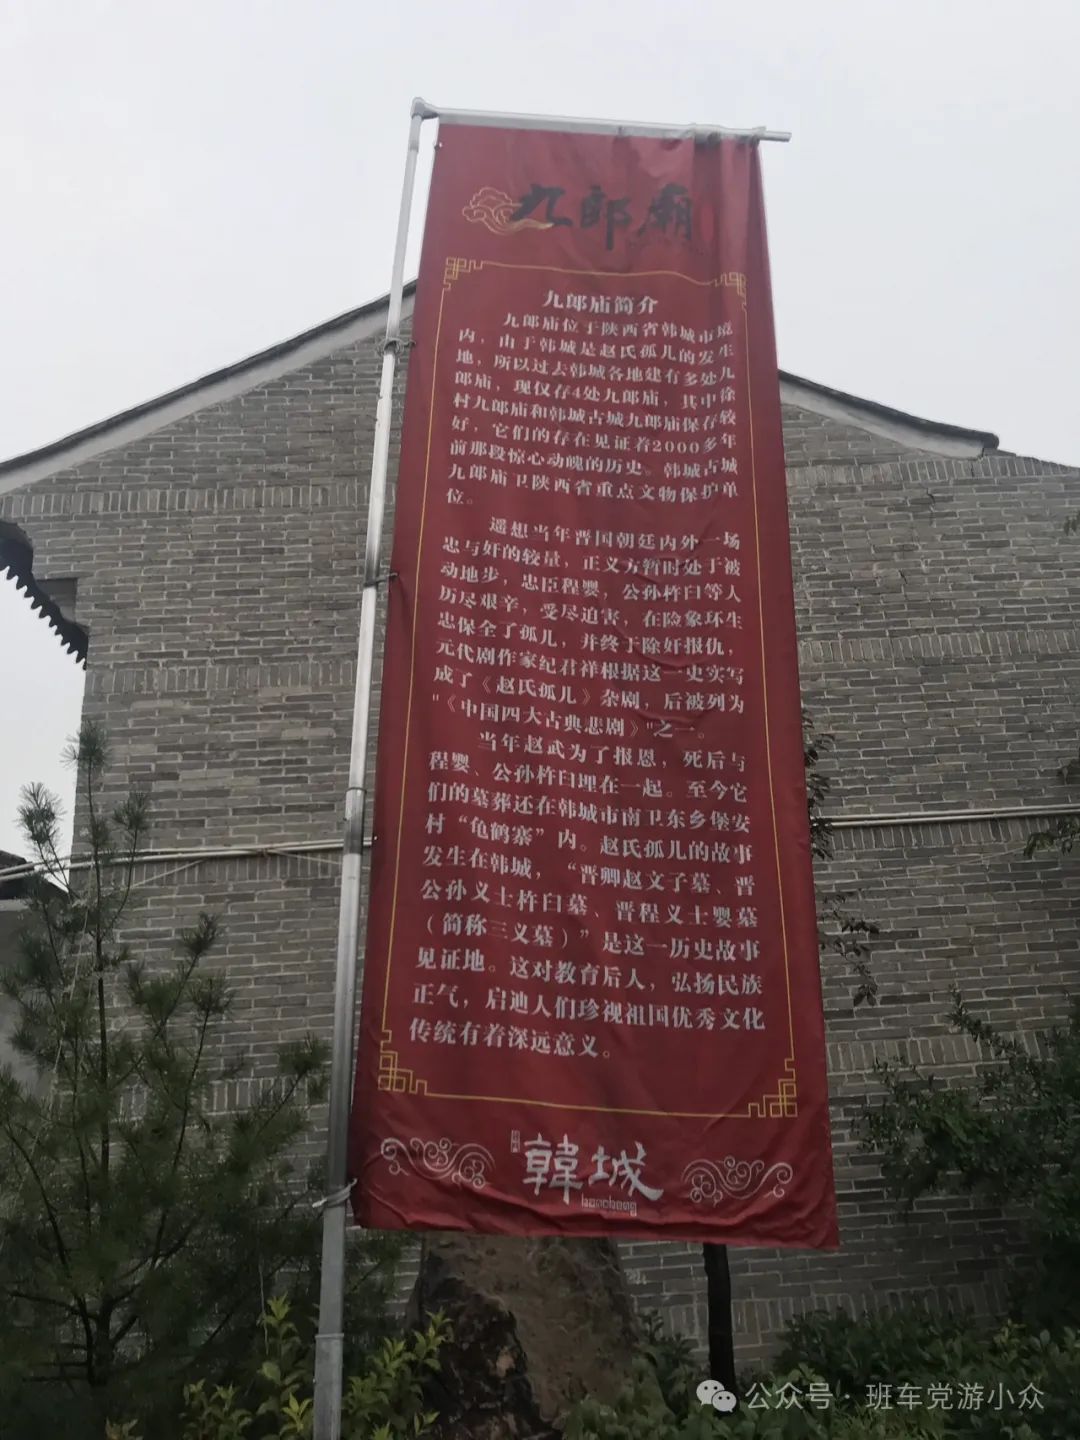 九郎廟
九郎庙简介
九郎庙位于陕西省韩城市境
内，由于韩城是赵氏孤儿的发生
地，所以过去韩城各地建有多处九
郎庙，现仅存4处九郎庙，其中徐
村九郎庙和韩城古城九郎庙保存较
好，它们的存在见证着2000多年
前那段惊心动魄的历史。韩城古城
九郎庙卫陕西省重点文物保护单
位。
遥想当年晋国朝廷内外一场
忠与奸的较量，正义方暂时处于被
动地步，忠臣程婴，公孙杵臼等人
历尽艰辛，受尽迫害，在险象环生
忠保全了孤儿，并终于除奸报仇，
元代剧作家纪君祥根据这一史实写
成了《赵氏孤儿》杂剧，后被列为
"《中国四大古典悲剧》"之一。
当年赵武为了报恩，死后与
程婴、公孙杵臼埋在一起。至今它
们的墓葬还在韩城市南卫东乡堡安
村“龟鹤寨”内。赵氏孤儿的故事
发生在韩城，“晋卿赵文子墓、晋
公孙义士杵臼墓、晋程义士婴墓
（简称三义墓）”是这一历史故事
见证地。这对教育后人，弘扬民族
正气，启迪人们珍视祖国优秀文化
传统有着深远意义。
韓城
hancheng
公众号·班车党游小众